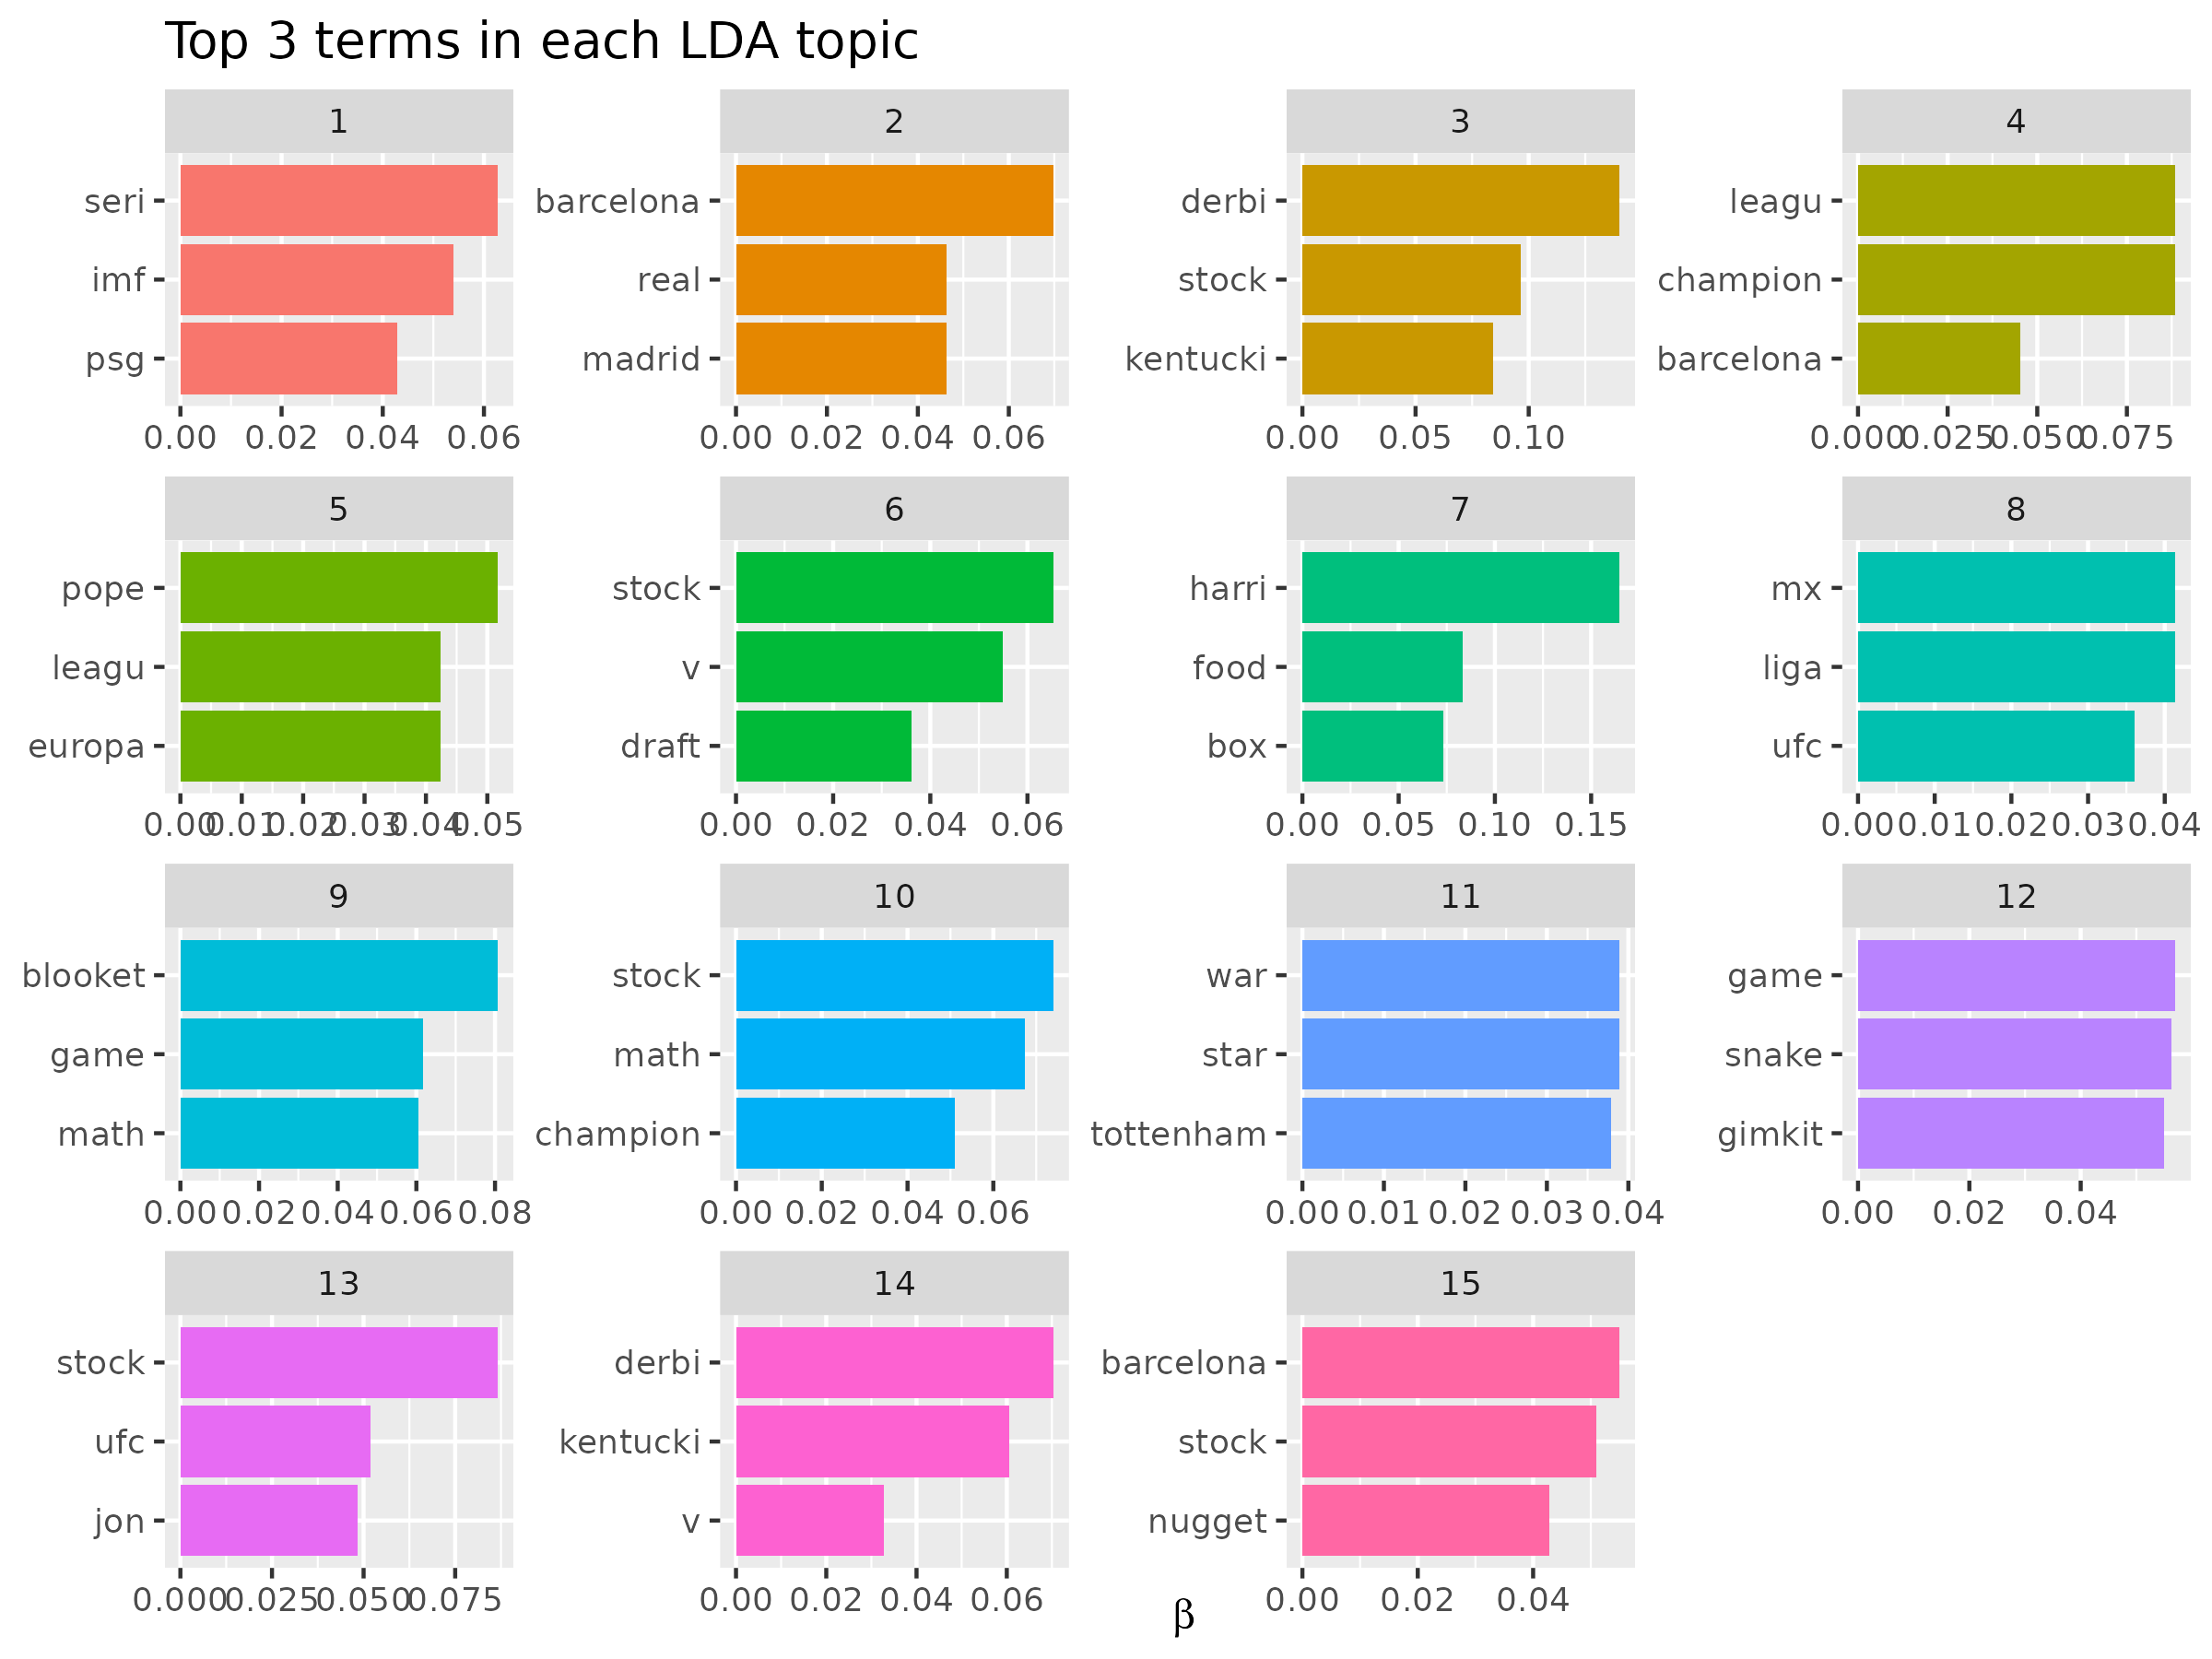 Top 3 terms in each LDA topic
1 2 3 4
seri barcelona derbi leagu
imf real stock champion
psg madrid kentucki barcelona
0.00 0.02 0.04 0.06 0.00 0.02 0.04 0.06 0.00 0.05 0.10 0.000 0.025 0.050 0.075
5 6 7 8
pope stock harri mx
leagu v food liga
europa draft box ufc
0.00 0.01 0.02 0.03 0.04 0.05 0.00 0.02 0.04 0.06 0.00 0.05 0.10 0.15 0.00 0.01 0.02 0.03 0.04
9 10 11 12
blooket stock war game
game math star snake
math champion tottenham gimkit
0.00 0.02 0.04 0.06 0.08 0.00 0.02 0.04 0.06 0.00 0.01 0.02 0.03 0.04 0.00 0.02 0.04
13 14 15
stock derbi barcelona
ufc kentucki stock
jon v nugget
0.000 0.025 0.050 0.075 0.00 0.02 0.04 0.06 0.00 0.02 0.04
β